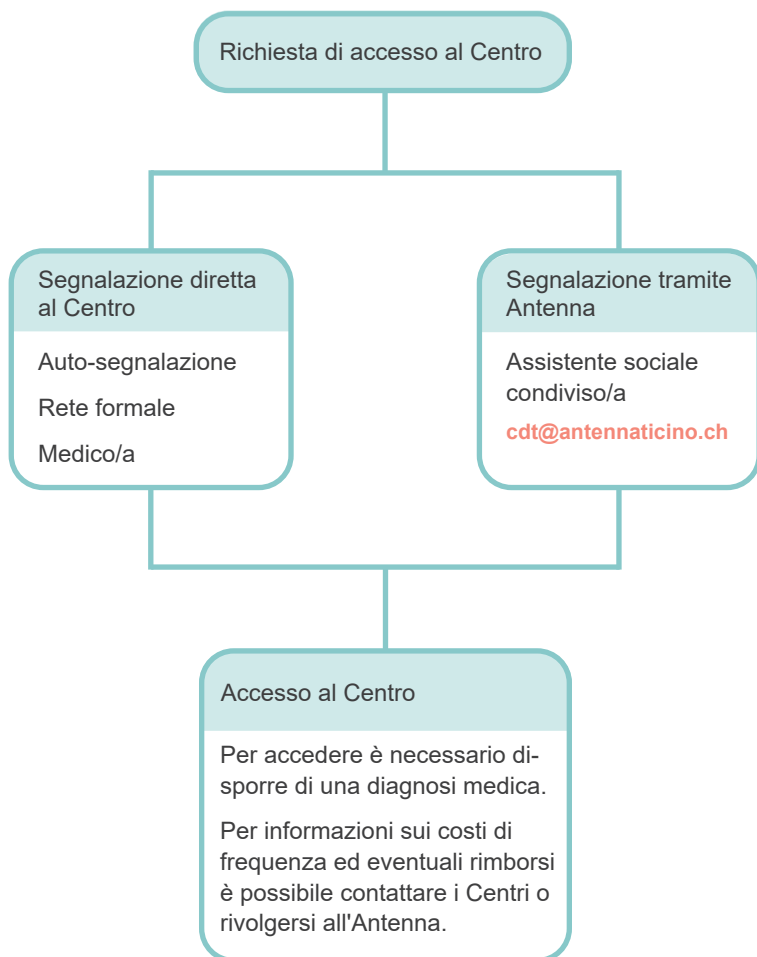 Richiesta di accesso al Centro
Segnalazione diretta
al Centro
Auto-segnalazione
Rete formale
Medico/a
Segnalazione tramite
Antenna
Assistente sociale
condiviso/a
cdt@antennaticino.ch
Accesso al Centro
Per accedere è necessario di-
sporre di una diagnosi medica.
Per informazioni sui costi di
frequenza ed eventuali rimborsi
è possibile contattare i Centri o
rivolgersi all'Antenna.